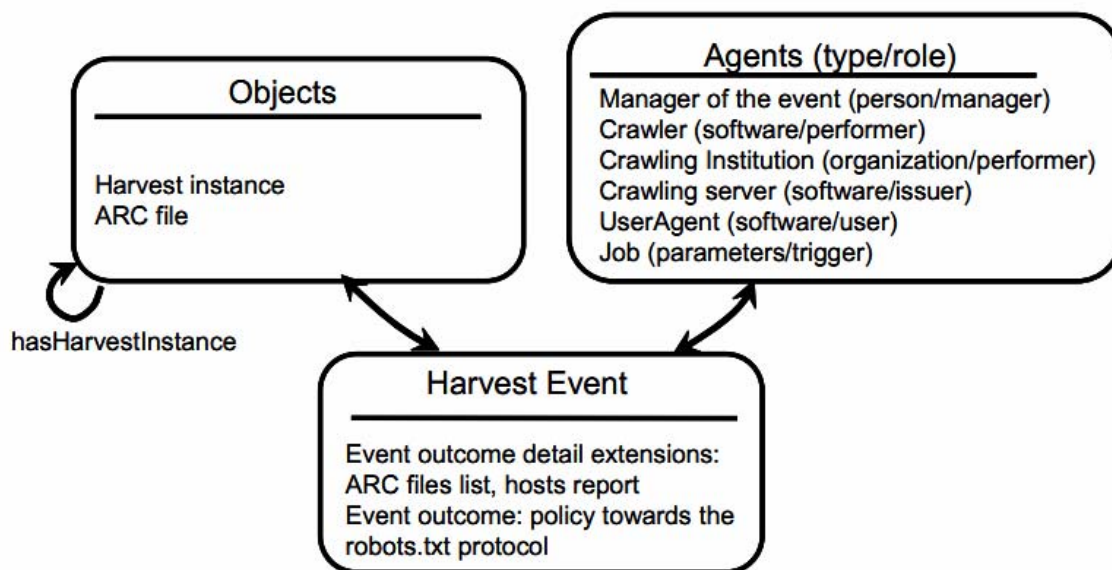 Objects
Harvest instance
ARC file
hasHarvestInstance
Agents (type/role)
Manager of the event (person/manager)
Crawler (software/performer)
Crawling Institution (organization/performer)
Crawling server (software/issuer)
UserAgent (software/user)
Job (parameters/trigger)
Harvest Event
Event outcome detail extensions:
ARC files list, hosts report
Event outcome: policy towards the
robots.txt protocol